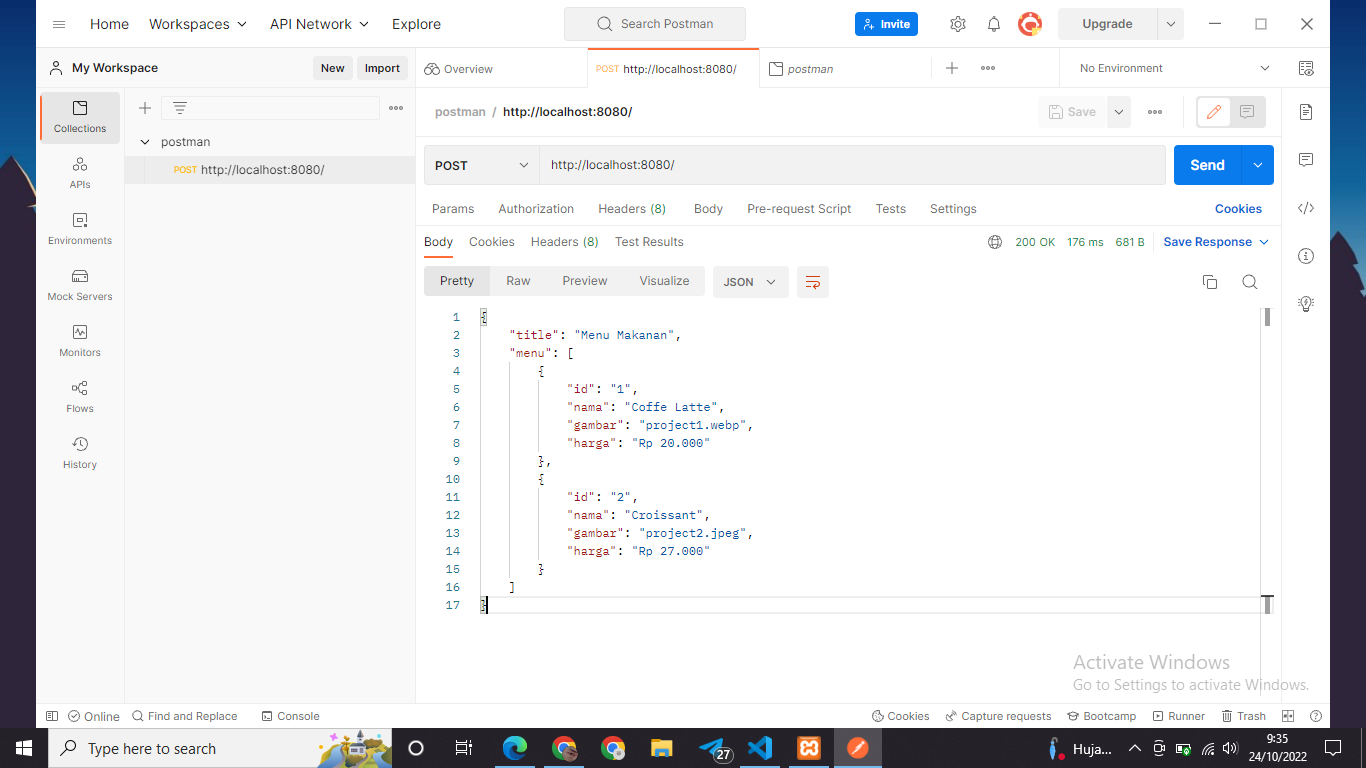 Home Workspaces API Network Explore Search Postman Invite Upgrade
My Workspace New Import Overview POST http://localhost:8080/ postman No Environment
Collections
APIs
Environments
Mock Servers
Monitors
Flows
History
postman
POST http://localhost:8080/
postman / http://localhost:8080/ Save
POST http://localhost:8080/ Send
Params Authorization Headers (8) Body Pre-request Script Tests Settings Cookies
Body Cookies Headers (8) Test Results 200 OK 176 ms 681 B Save Response
Pretty Raw Preview Visualize JSON
1 {
2 "title": "Menu Makanan",
3 "menu": [
4 {
5 "id": "1",
6 "nama": "Coffe Latte",
7 "gambar": "project1.webp",
8 "harga": "Rp 20.000"
9 },
10 {
11 "id": "2",
12 "nama": "Croissant",
13 "gambar": "project2.jpeg",
14 "harga": "Rp 27.000"
15 }
16 ]
17 }
Activate Windows
Go to Settings to activate Windows.
Online Find and Replace Console Cookies Capture requests Bootcamp Runner Trash
Type here to search 27 Huja... 9:35
24/10/2022